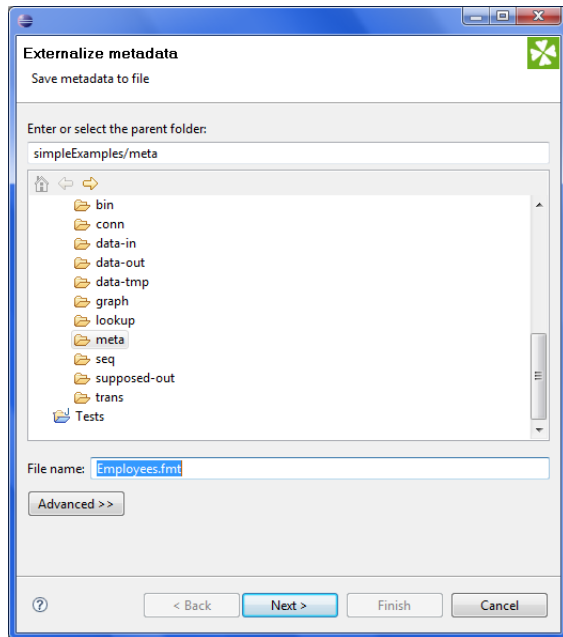 Externalize metadata
Save metadata to file
Enter or select the parent folder:
simpleExamples/meta
bin
conn
data-in
data-out
data-tmp
graph
lookup
meta
seq
supposed-out
trans
Tests
File name: Employees.fmt
Advanced >>
? < Back Next > Finish Cancel